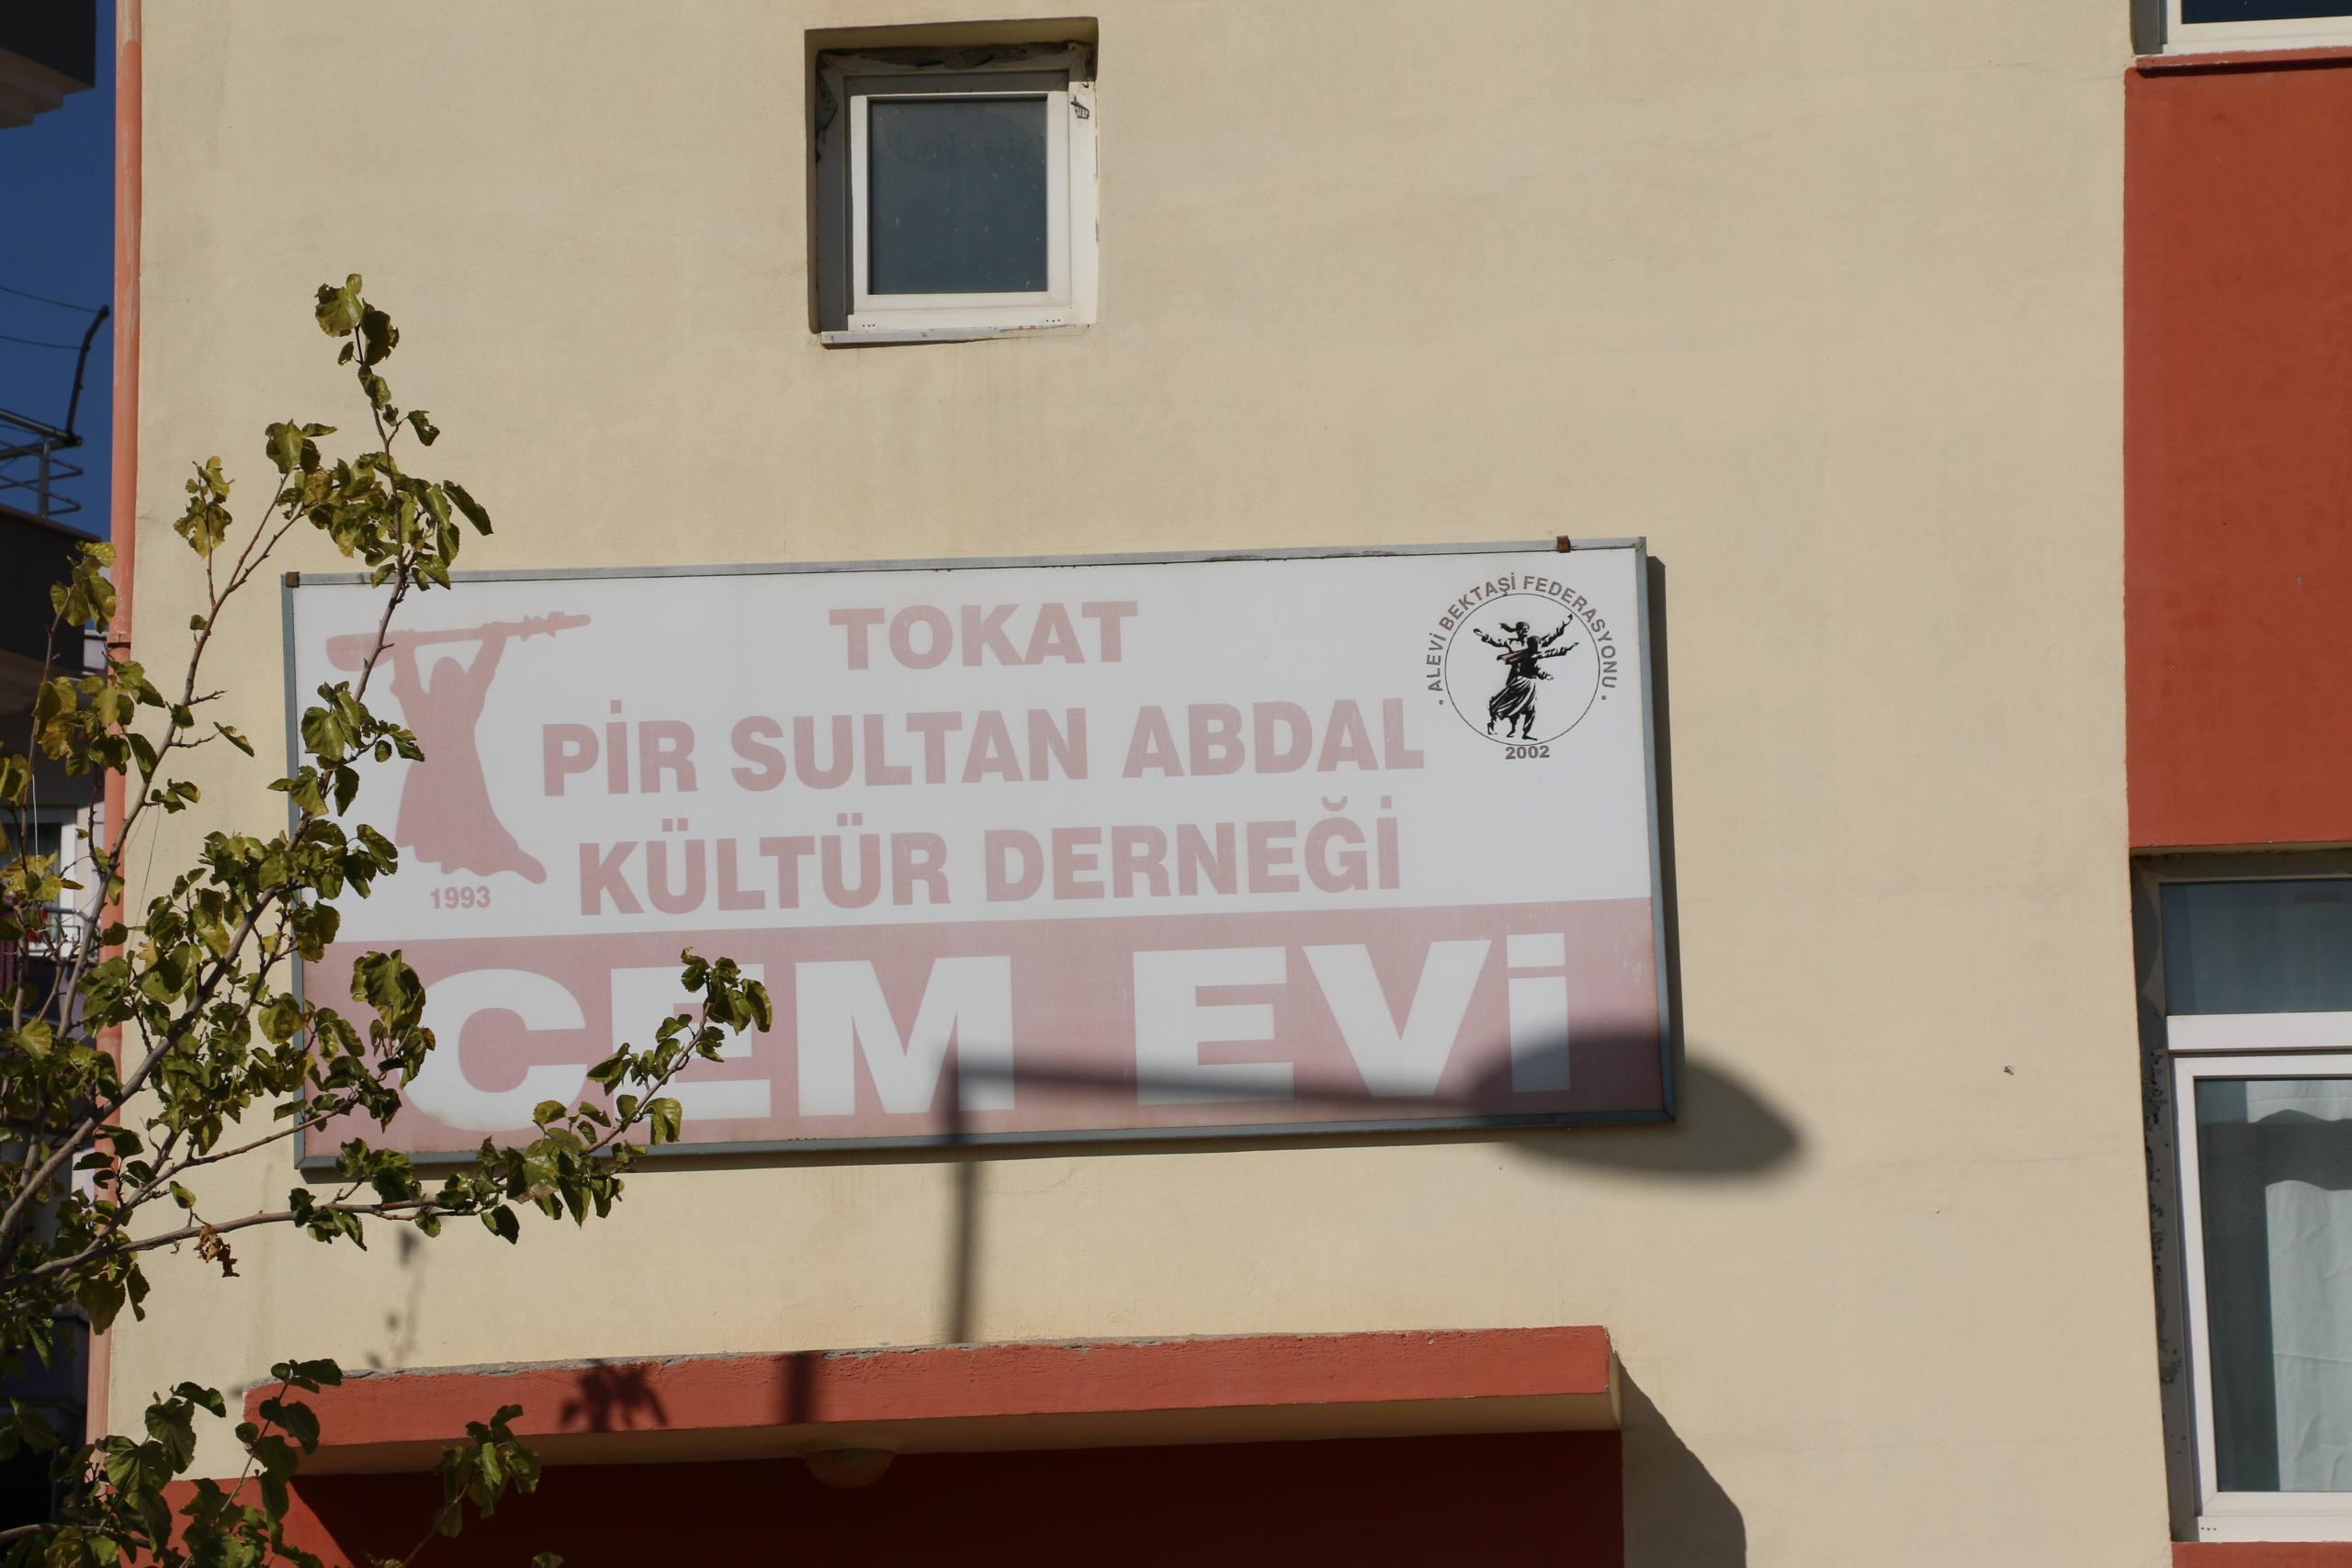 TOKAT
PİR SULTAN ABDAL
KÜLTÜR DERNEĞİ
1993
CEM EVİ
• ALEVİ BEKTAŞİ FEDERASYONU •
2002